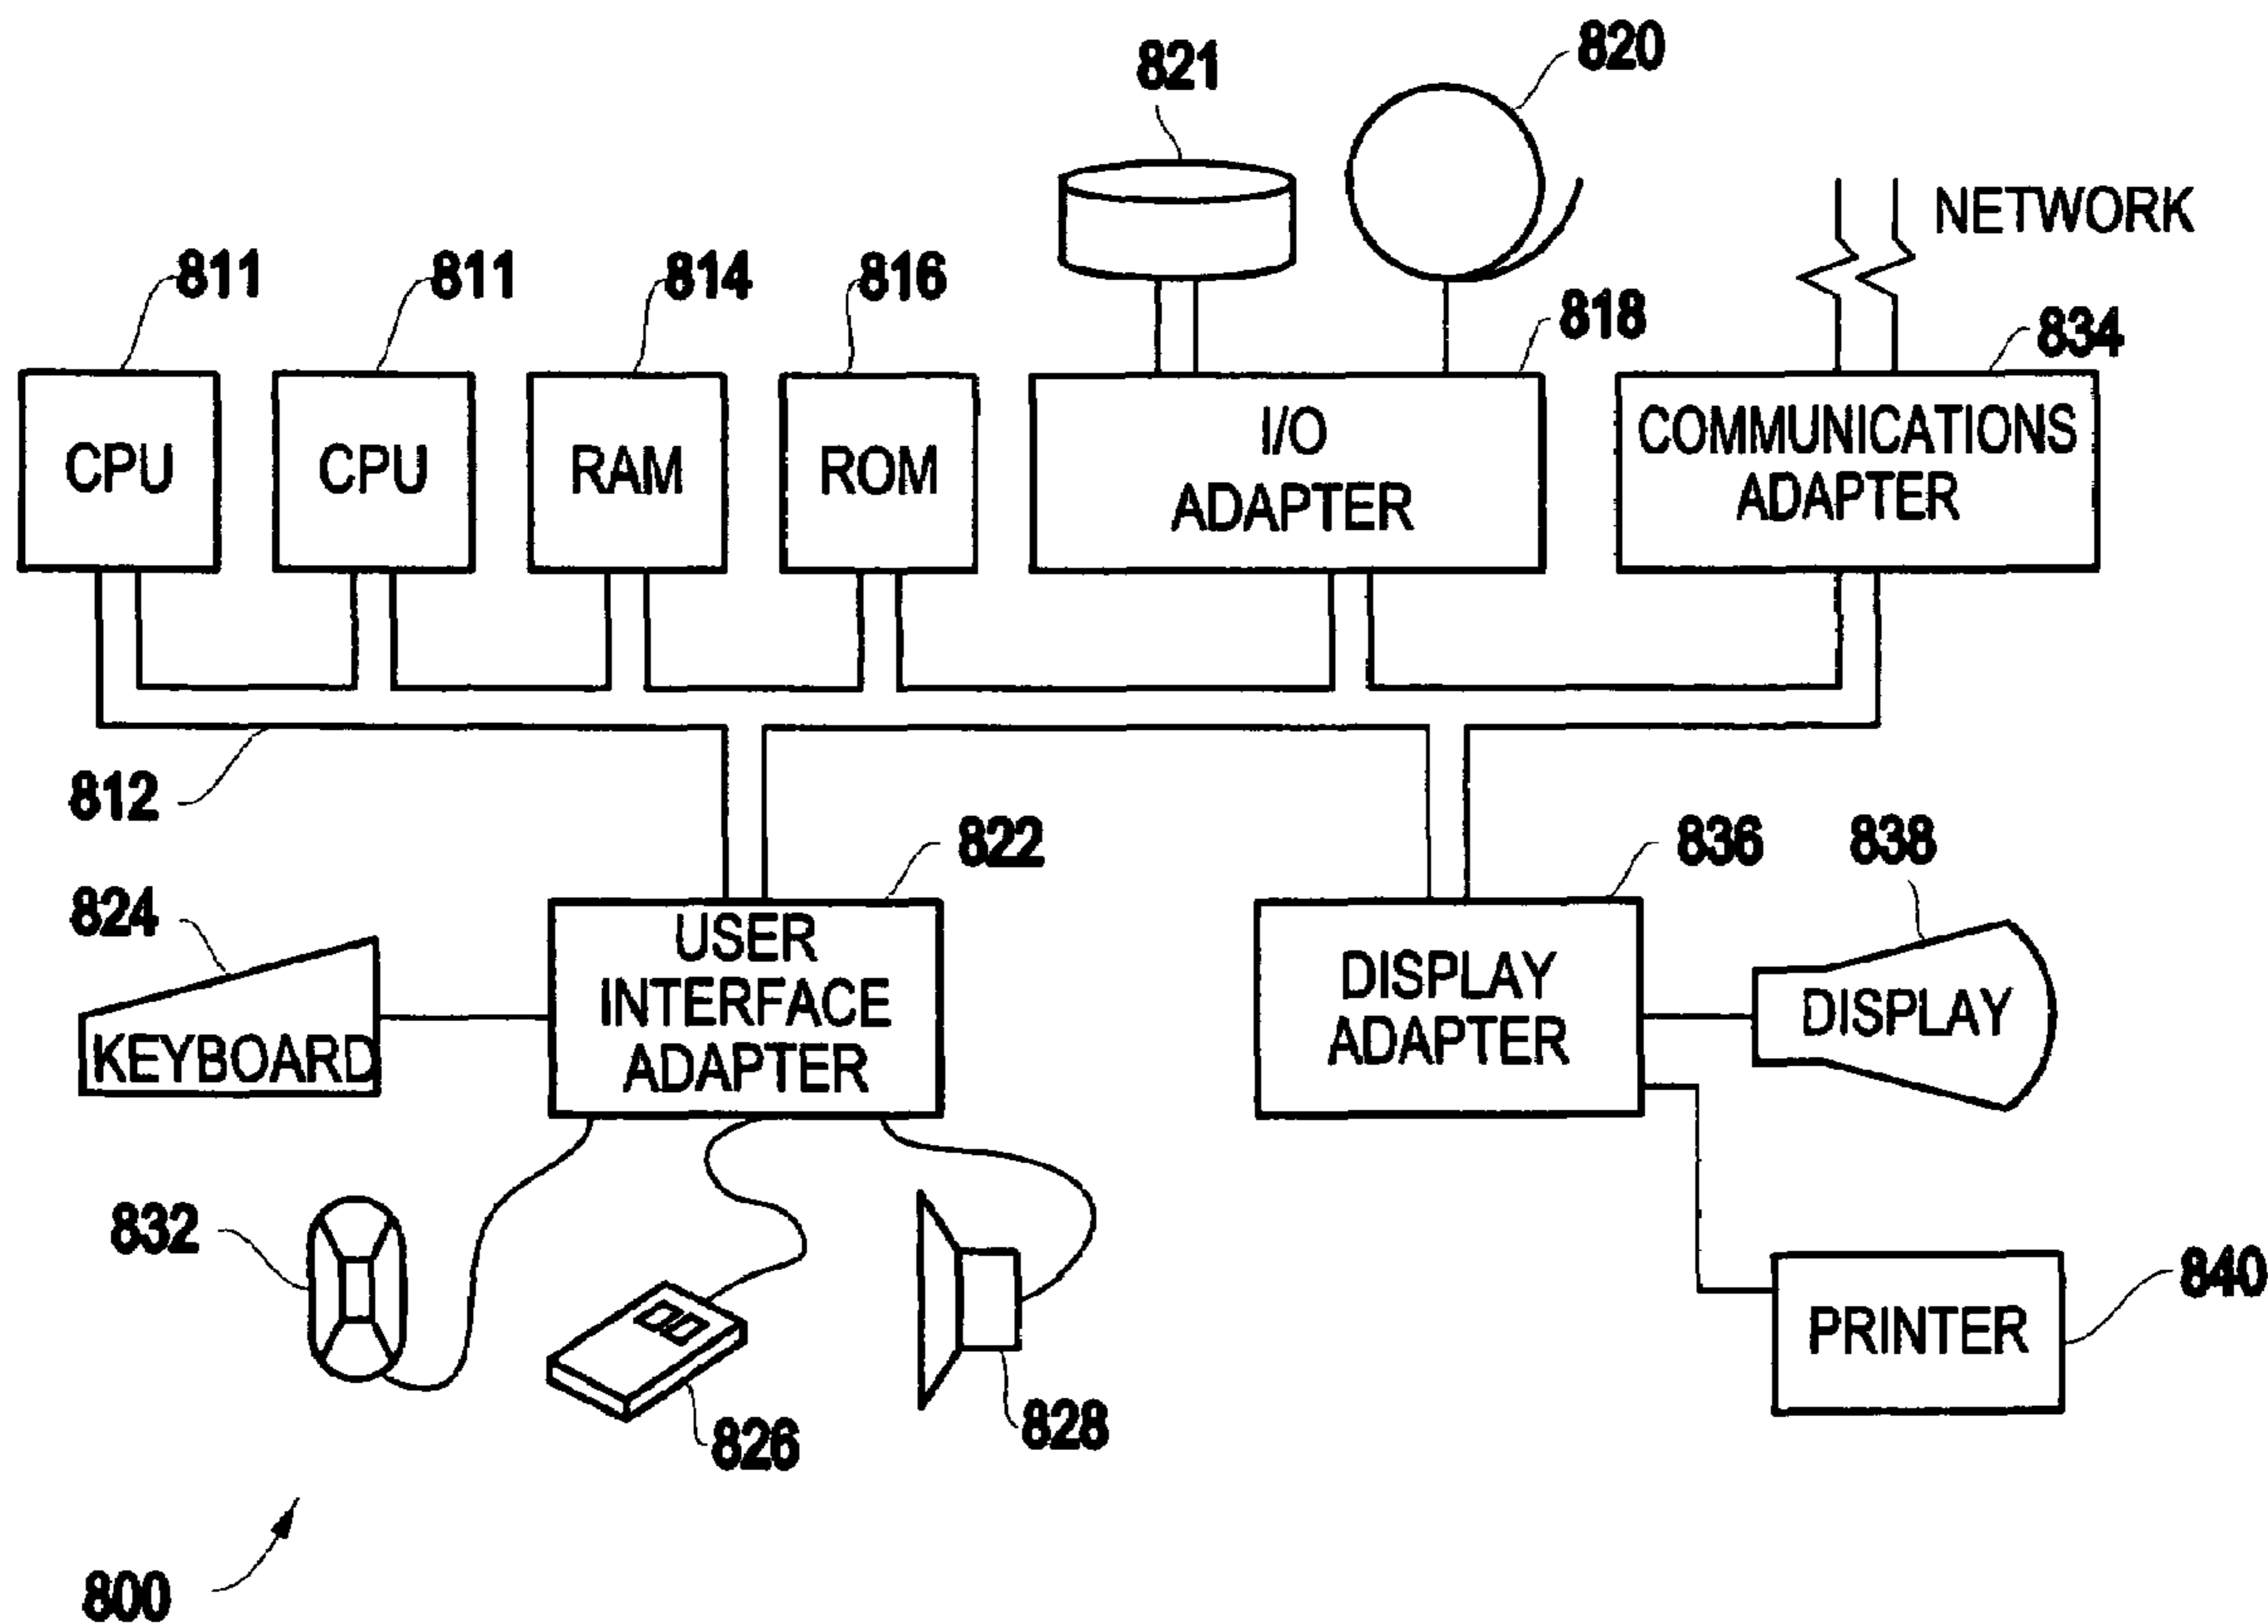 821
820
NETWORK
811
811
814
816
818
834
CPU
CPU
RAM
ROM
I/O
ADAPTER
COMMUNICATIONS
ADAPTER
812
822
836
838
824
USER
INTERFACE
ADAPTER
DISPLAY
ADAPTER
DISPLAY
KEYBOARD
832
826
828
840
PRINTER
800